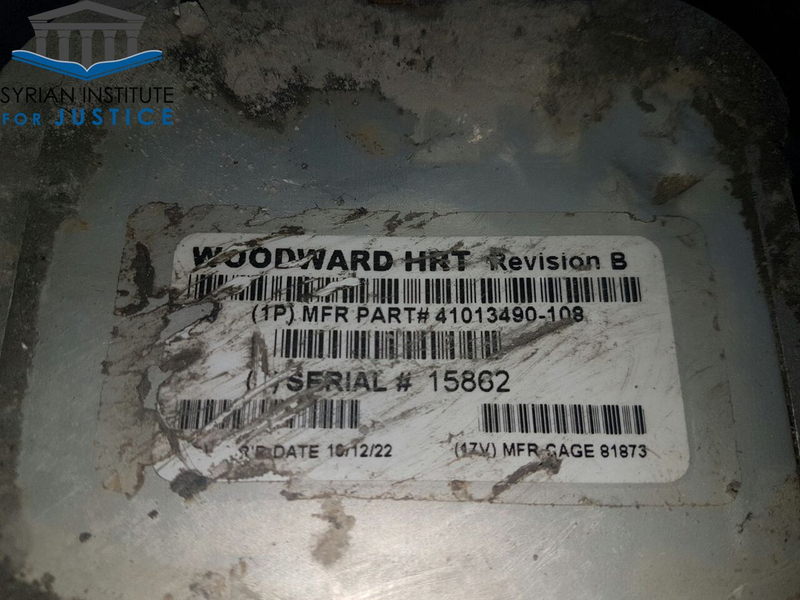 SYRIAN INSTITUTE
FOR JUSTICE
WOODWARD HRT Revision B
(1P) MFR PART# 41013490-108
SERIAL # 15862
DATE 10/12/22
(17V) MFR CAGE 81873